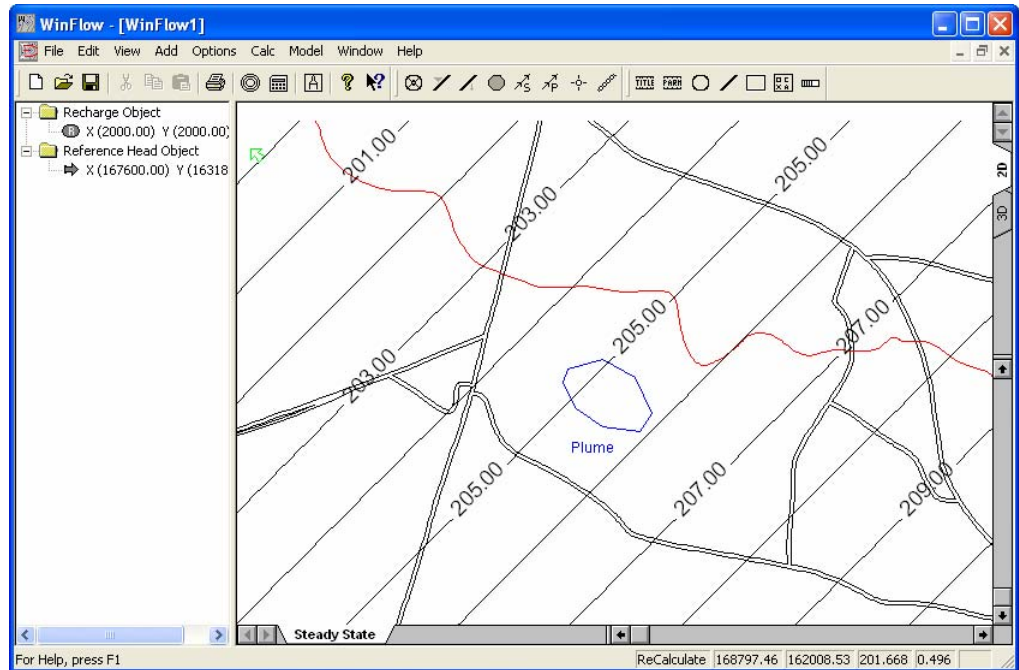 WinFlow - [WinFlow1]
File Edit View Add Options Calc Model Window Help
TITLE PARM
Recharge Object
R X (2000.00) Y (2000.00)
Reference Head Object
X (167600.00) Y (16318
201.00
203.00
205.00
205.00
207.00
203.00
Plume
205.00
207.00
209.00
2D
3D
Steady State
For Help, press F1 ReCalculate 168797.46 162008.53 201.668 0.496